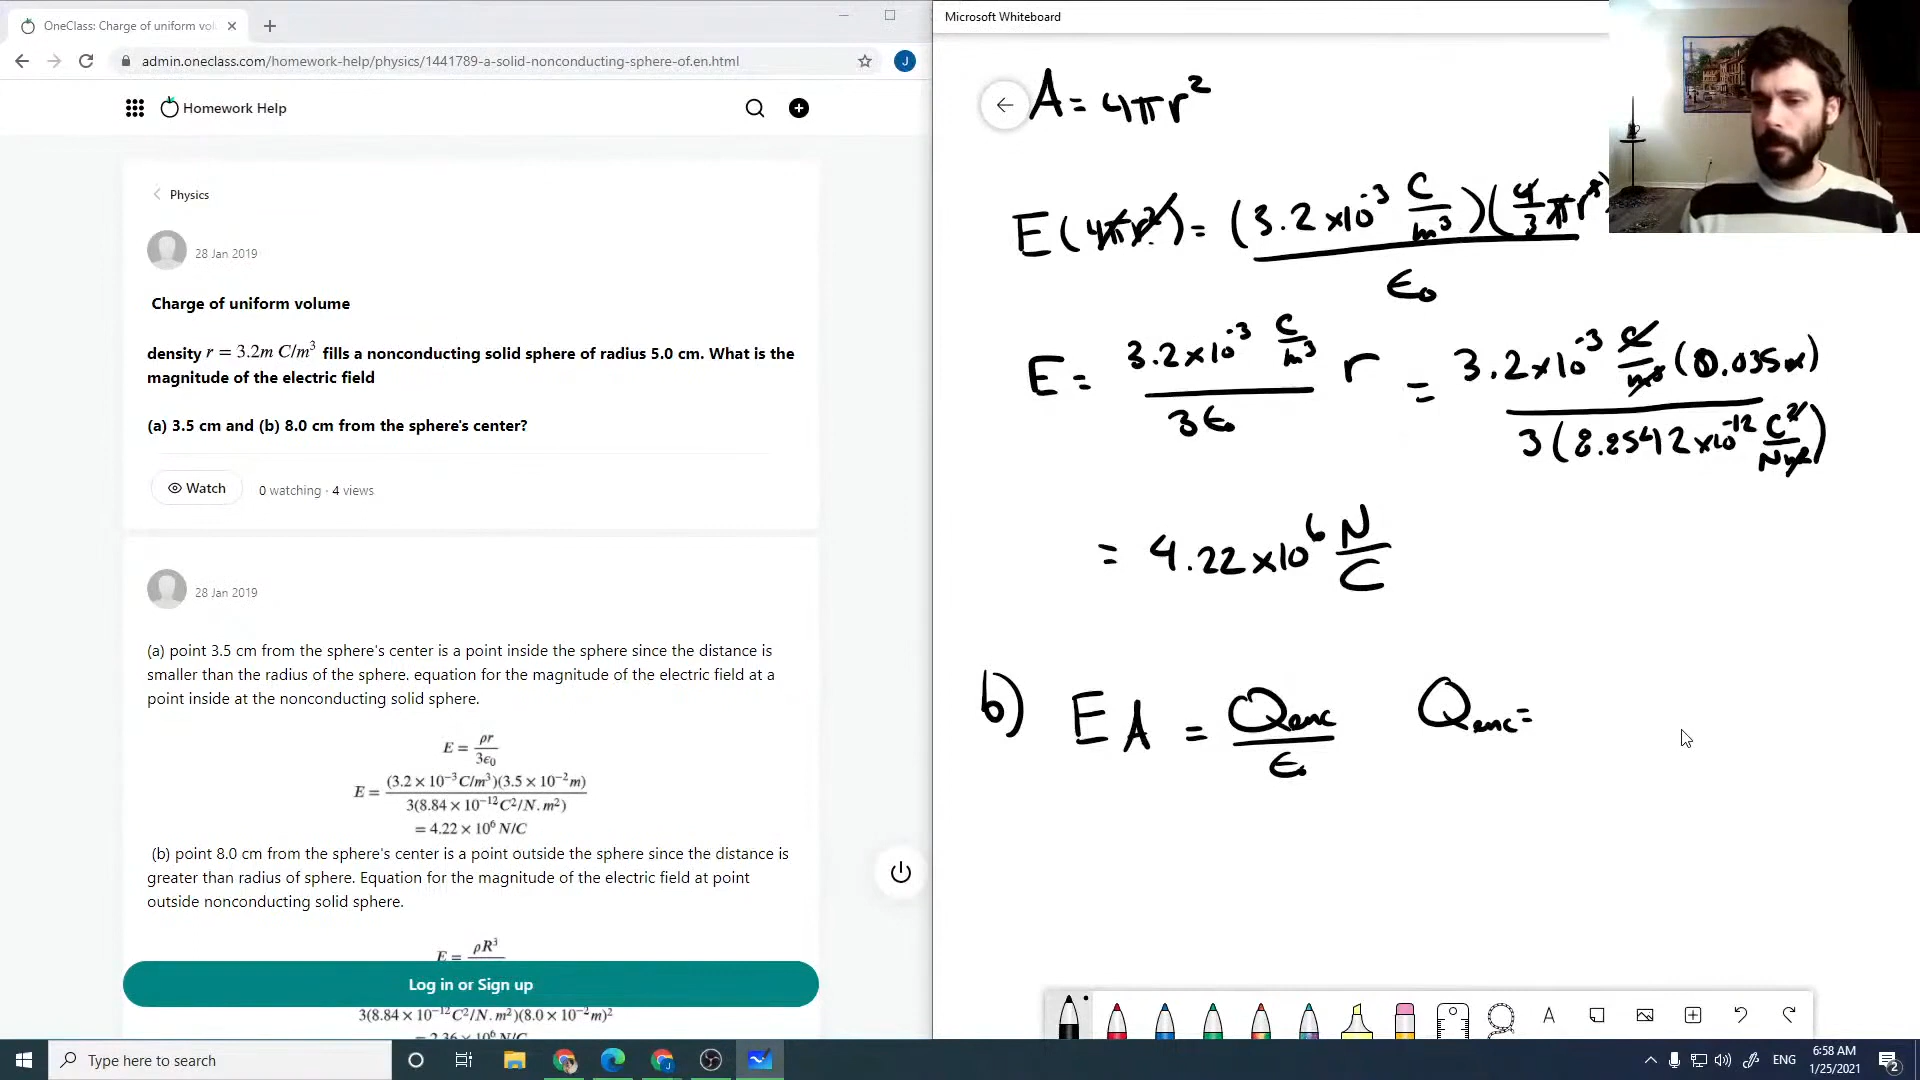 OneClass: Charge of uniform vol
admin.oneclass.com/homework-help/physics/1441789-a-solid-nonconducting-sphere-of.en.html
J
Homework Help
Physics
28 Jan 2019
Charge of uniform volume
density r = 3.2m C/m³ fills a nonconducting solid sphere of radius 5.0 cm. What is the
magnitude of the electric field
(a) 3.5 cm and (b) 8.0 cm from the sphere's center?
Watch 0 watching · 4 views
28 Jan 2019
(a) point 3.5 cm from the sphere's center is a point inside the sphere since the distance is
smaller than the radius of the sphere. equation for the magnitude of the electric field at a
point inside at the nonconducting solid sphere.
E = ρr/3ϵ₀
E = (3.2 × 10⁻³ C/m³)(3.5 × 10⁻² m)/3(8.84 × 10⁻¹² C²/N. m²)
= 4.22 × 10⁶ N/C
(b) point 8.0 cm from the sphere's center is a point outside the sphere since the distance is
greater than radius of sphere. Equation for the magnitude of the electric field at point
outside nonconducting solid sphere.
E = ρR³
Log in or Sign up
3(8.84 × 10⁻¹² C²/N. m²)(8.0 × 10⁻² m)²
= 2.36 × 10⁶ N/C
Microsoft Whiteboard
A = 4πr²
E(4πr²) = (3.2 × 10⁻³ C/m³)(4/3 πr³)/ϵ₀
E = 3.2 × 10⁻³ C/m³/3ϵ₀ r = 3.2 × 10⁻³ C/m³ (0.035m)/3(8.8542 × 10⁻¹² C²/Nm²)
= 4.22 × 10⁶ N/C
b) EA = Qenc/ϵ₀ Qenc =
A
Type here to search
ENG
6:58 AM
1/25/2021
2